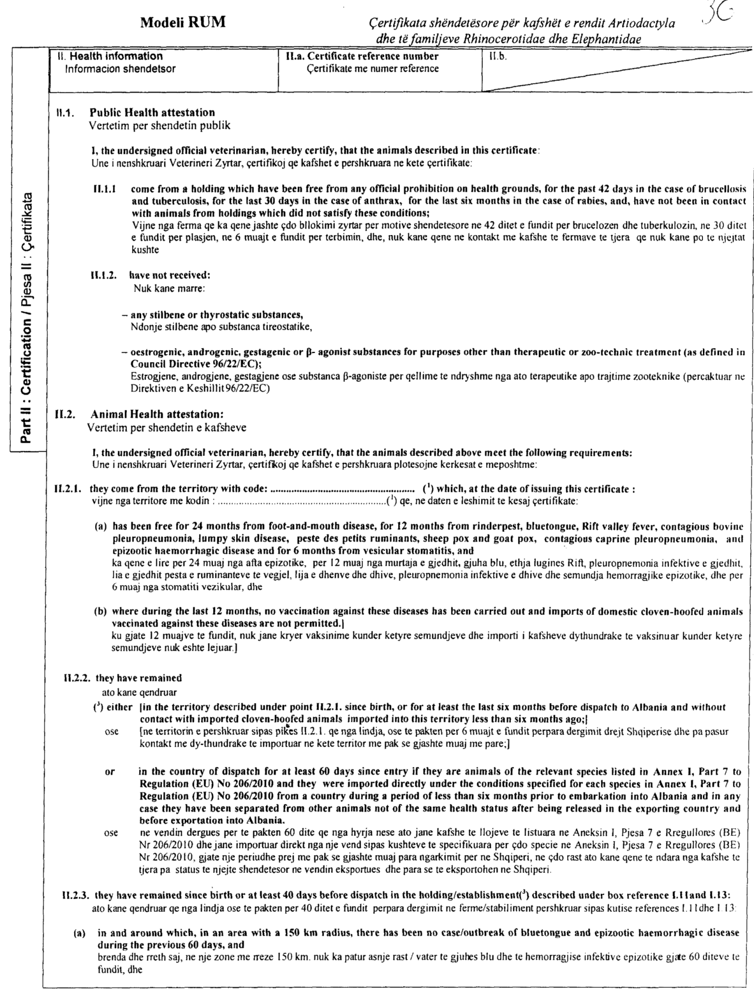 36
Modeli RUM
Çertifikata shëndetësore për kafshët e rendit Artiodactyla
dhe të familjeve Rhinocerotidae dhe Elephantidae
II. Health information
Informacion shendetsor
II.a. Certificate reference number
Çertifikate me numer reference
II.b.
Part II : Certification / Pjesa II : Çertifikata
II.1. Public Health attestation
Vertetim per shendetin publik
I, the undersigned official veterinarian, hereby certify, that the animals described in this certificate:
Une i nenshkruari Veterineri Zyrtar, çertifikoj qe kafshet e pershkruara ne kete çertifikate:
II.1.1 come from a holding which have been free from any official prohibition on health grounds, for the past 42 days in the case of brucellosis
and tuberculosis, for the last 30 days in the case of anthrax, for the last six months in the case of rabies, and, have not been in contact
with animals from holdings which did not satisfy these conditions;
Vijne nga ferma qe ka qene jashte çdo bllokimi zyrtar per motive shendetesore ne 42 ditet e fundit per brucelozen dhe tuberkulozin, ne 30 ditet
e fundit per plasjen, ne 6 muajt e fundit per terbimin, dhe, nuk kane qene ne kontakt me kafshe te fermave te tjera qe nuk kane po te njejtat
kushte
II.1.2. have not received:
Nuk kane marre:
– any stilbene or thyrostatic substances,
Ndonje stilbene apo substanca tireostatike,
– oestrogenic, androgenic, gestagenic or β- agonist substances for purposes other than therapeutic or zoo-technic treatment (as defined in
Council Directive 96/22/EC);
Estrogjene, androgjene, gestagjene ose substanca β-agoniste per qellime te ndryshme nga ato terapeutike apo trajtime zooteknike (percaktuar ne
Direktiven e Keshillit 96/22/EC)
II.2. Animal Health attestation:
Vertetim per shendetin e kafsheve
I, the undersigned official veterinarian, hereby certify, that the animals described above meet the following requirements:
Une i nenshkruari Veterineri Zyrtar, çertifikoj qe kafshet e pershkruara plotesojne kerkesat e meposhtme:
II.2.1. they come from the territory with code: ...................................................... (¹) which, at the date of issuing this certificate :
vijne nga territore me kodin : ...............................................................(¹) qe, ne daten e leshimit te kesaj çertifikate:
(a) has been free for 24 months from foot-and-mouth disease, for 12 months from rinderpest, bluetongue, Rift valley fever, contagious bovine
pleuropneumonia, lumpy skin disease, peste des petits ruminants, sheep pox and goat pox, contagious caprine pleuropneumonia, and
epizootic haemorrhagic disease and for 6 months from vesicular stomatitis, and
ka qene e lire per 24 muaj nga afta epizotike, per 12 muaj nga murtaja e gjedhit, gjuha blu, ethja lugines Rift, pleuropnemonia infektive e gjedhit,
lia e gjedhit pesta e ruminanteve te vegjel, lija e dhenve dhe dhive, pleuropnemonia infektive e dhive dhe semundja hemorragjike epizotike, dhe per
6 muaj nga stomatiti vezikular, dhe
(b) where during the last 12 months, no vaccination against these diseases has been carried out and imports of domestic cloven-hoofed animals
vaccinated against these diseases are not permitted.]
ku gjate 12 muajve te fundit, nuk jane kryer vaksinime kunder ketyre semundjeve dhe importi i kafsheve dythundrake te vaksinuar kunder ketyre
semundjeve nuk eshte lejuar.]
II.2.2. they have remained
ato kane qendruar
(³) either [in the territory described under point II.2.1. since birth, or for at least the last six months before dispatch to Albania and without
contact with imported cloven-hoofed animals imported into this territory less than six months ago;]
ose [ne territorin e pershkruar sipas pikes II.2.1. qe nga lindja, ose te pakten per 6 muajt e fundit perpara dergimit drejt Shqiperise dhe pa pasur
kontakt me dy-thundrake te importuar ne kete territor me pak se gjashte muaj me pare;]
or in the country of dispatch for at least 60 days since entry if they are animals of the relevant species listed in Annex I, Part 7 to
Regulation (EU) No 206/2010 and they were imported directly under the conditions specified for each species in Annex I, Part 7 to
Regulation (EU) No 206/2010 from a country during a period of less than six months prior to embarkation into Albania and in any
case they have been separated from other animals not of the same health status after being released in the exporting country and
before exportation into Albania.
ose ne vendin dergues per te pakten 60 dite qe nga hyrja nese ato jane kafshe te llojeve te listuara ne Aneksin I, Pjesa 7 e Rregullores (BE)
Nr 206/2010 dhe jane importuar direkt nga nje vend sipas kushteve te specifikuara per çdo specie ne Aneksin I, Pjesa 7 e Rregullores (BE)
Nr 206/2010, gjate nje periudhe prej me pak se gjashte muaj para ngarkimit per ne Shqiperi, ne çdo rast ato kane qene te ndara nga kafshe te
tjera pa status te njejte shendetesor ne vendin eksportues dhe para se te eksportohen ne Shqiperi.
II.2.3. they have remained since birth or at least 40 days before dispatch in the holding/establishment(³) described under box reference I.11and I.13:
ato kane qendruar qe nga lindja ose te pakten per 40 ditet e fundit perpara dergimit ne ferme/stabiliment pershkruar sipas kutise references I.11dhe I 13:
(a) in and around which, in an area with a 150 km radius, there has been no case/outbreak of bluetongue and epizootic haemorrhagic disease
during the previous 60 days, and
brenda dhe rreth saj, ne nje zone me rreze 150 km. nuk ka patur asnje rast / vater te gjuhes blu dhe te hemorragjise infektive epizotike gjate 60 diteve te
fundit, dhe